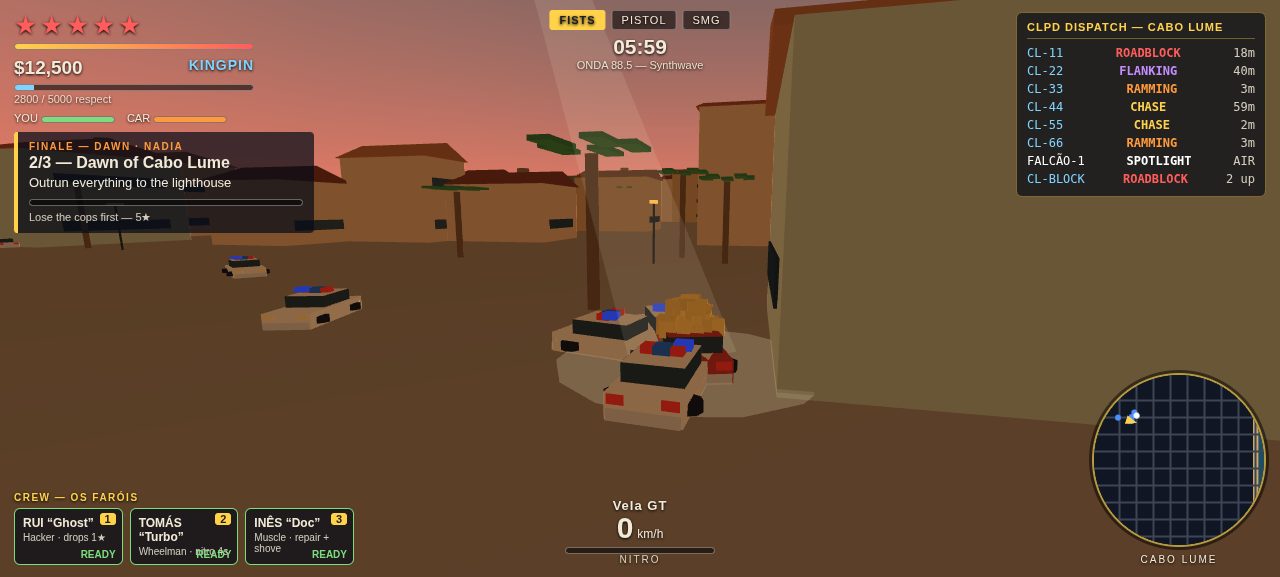 ★★★★★
$12,500 KINGPIN
2800 / 5000 respect
YOU CAR
FINALE — DAWN · NADIA
2/3 — Dawn of Cabo Lume
Outrun everything to the lighthouse
Lose the cops first — 5★
FISTS PISTOL SMG
05:59
ONDA 88.5 — Synthwave
CLPD DISPATCH — CABO LUME
CL-11 ROADBLOCK 18m
CL-22 FLANKING 40m
CL-33 RAMMING 3m
CL-44 CHASE 59m
CL-55 CHASE 2m
CL-66 RAMMING 3m
FALCÃO-1 SPOTLIGHT AIR
CL-BLOCK ROADBLOCK 2 up
CREW — OS FARÓIS
RUI “Ghost” 1
Hacker · drops 1★
READY
TOMÁS 2
“Turbo”
Wheelman · nitro
READY
INÊS “Doc” 3
Muscle · repair +
shove
READY
Vela GT
0 km/h
NITRO
CABO LUME